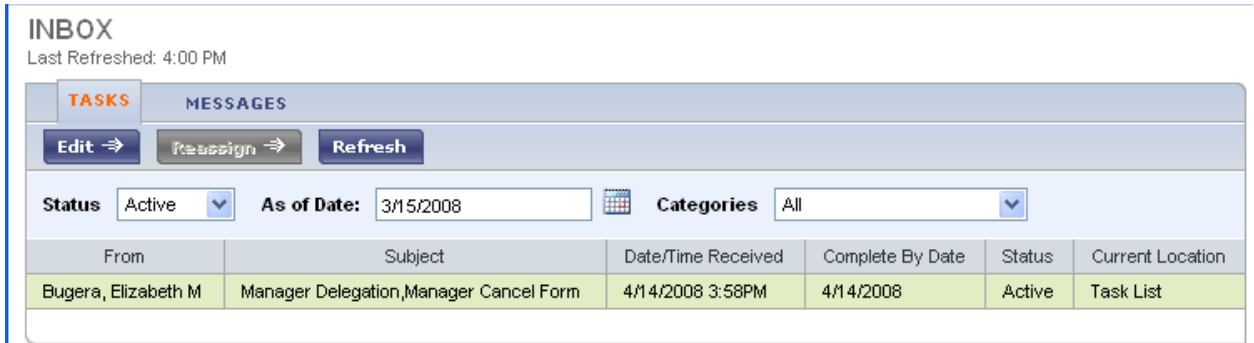 INBOX
Last Refreshed: 4:00 PM
TASKS MESSAGES
Edit Reassign Refresh
Status Active As of Date: 3/15/2008 Categories All
From Subject Date/Time Received Complete By Date Status Current Location
Bugera, Elizabeth M Manager Delegation,Manager Cancel Form 4/14/2008 3:58PM 4/14/2008 Active Task List